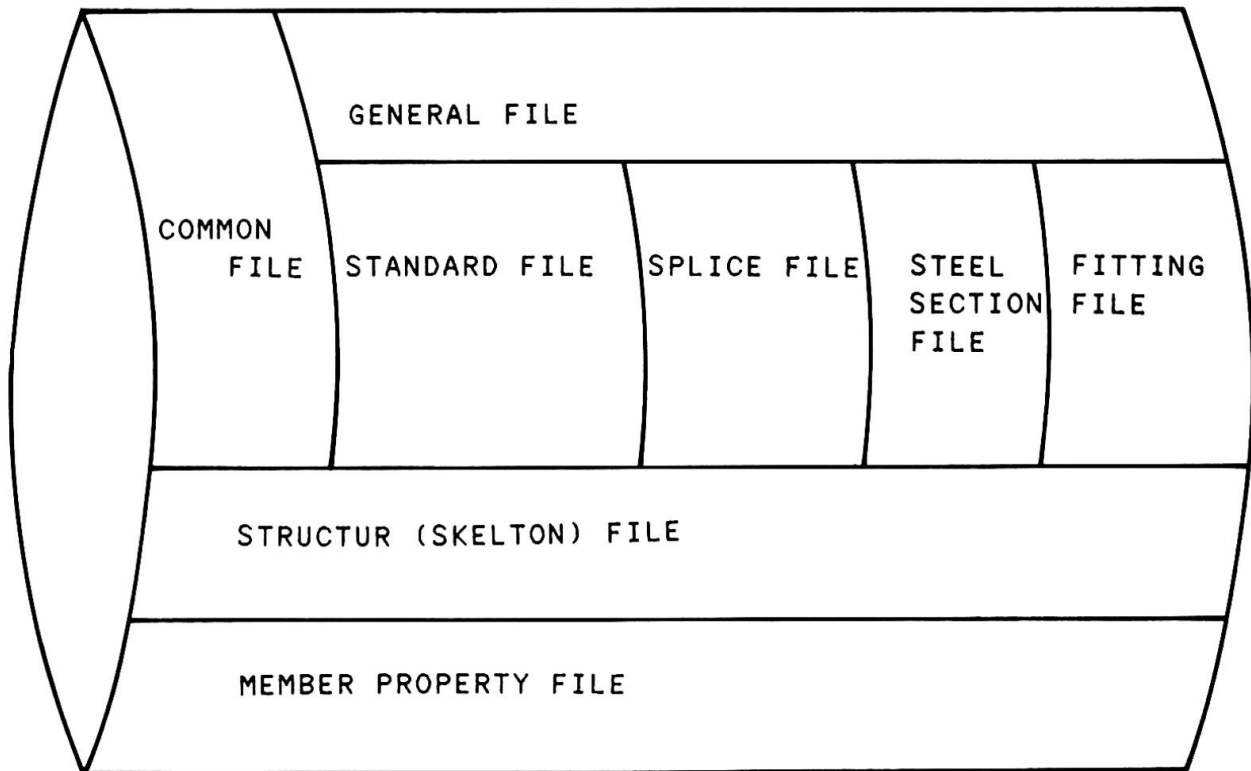 GENERAL FILE
COMMON
FILE
STANDARD FILE
SPLICE FILE
STEEL
SECTION
FILE
FITTING
FILE
STRUCTUR (SKELTON) FILE
MEMBER PROPERTY FILE